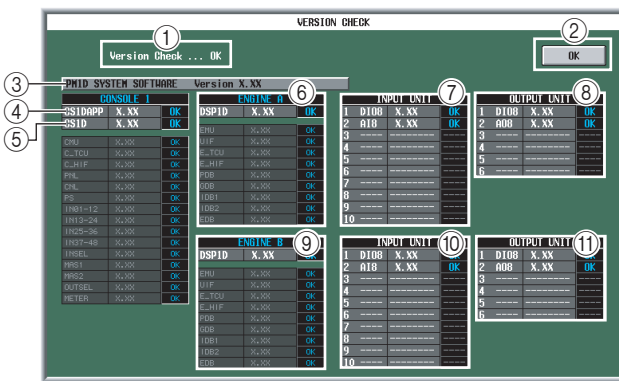 VERSION CHECK
①
②
Version Check ... OK
OK
③
PM1D SYSTEM SOFTWARE Version X.XX
④
⑤
CONSOLE 1
CS1DAPP X.XX OK
CS1D X.XX OK
CMU X.XX OK
C_TCU X.XX OK
C_HIF X.XX OK
PNL X.XX OK
CNL X.XX OK
PS X.XX OK
IN01-12 X.XX OK
IN13-24 X.XX OK
IN25-36 X.XX OK
IN37-48 X.XX OK
INSEL X.XX OK
MAS1 X.XX OK
MAS2 X.XX OK
OUTSEL X.XX OK
METER X.XX OK
⑥
ENGINE A
DSP1D X.XX OK
EMU X.XX OK
UIF X.XX OK
E_TCU X.XX OK
E_HIF X.XX OK
PDB X.XX OK
GDB X.XX OK
IDB1 X.XX OK
IDB2 X.XX OK
EDB X.XX OK
⑦
INPUT UNIT
1 DIO8 X.XX OK
2 AI8 X.XX OK
3 ---- -------- ----
4 ---- -------- ----
5 ---- -------- ----
6 ---- -------- ----
7 ---- -------- ----
8 ---- -------- ----
9 ---- -------- ----
10 ---- -------- ----
⑧
OUTPUT UNIT
1 DIO8 X.XX OK
2 AO8 X.XX OK
3 ---- -------- ----
4 ---- -------- ----
5 ---- -------- ----
6 ---- -------- ----
⑨
ENGINE B
DSP1D X.XX OK
EMU X.XX OK
UIF X.XX OK
E_TCU X.XX OK
E_HIF X.XX OK
PDB X.XX OK
GDB X.XX OK
IDB1 X.XX OK
IDB2 X.XX OK
EDB X.XX OK
⑩
INPUT UNIT
1 DIO8 X.XX OK
2 AI8 X.XX OK
3 ---- -------- ----
4 ---- -------- ----
5 ---- -------- ----
6 ---- -------- ----
7 ---- -------- ----
8 ---- -------- ----
9 ---- -------- ----
10 ---- -------- ----
⑪
OUTPUT UNIT
1 DIO8 X.XX OK
2 AO8 X.XX OK
3 ---- -------- ----
4 ---- -------- ----
5 ---- -------- ----
6 ---- -------- ----